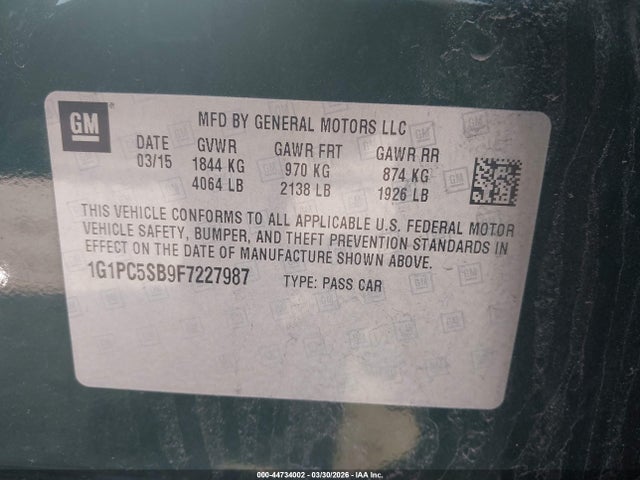 GM
MFD BY GENERAL MOTORS LLC
DATE GVWR GAWR FRT GAWR RR
03/15 1844 KG 970 KG 874 KG
4064 LB 2138 LB 1926 LB
THIS VEHICLE CONFORMS TO ALL APPLICABLE U.S. FEDERAL MOTOR
VEHICLE SAFETY, BUMPER, AND THEFT PREVENTION STANDARDS IN
EFFECT ON THE DATE OF MANUFACTURE SHOWN ABOVE.
1G1PC5SB9F7227987 TYPE: PASS CAR
000-44734002 - 03/30/2026 - IAA Inc.